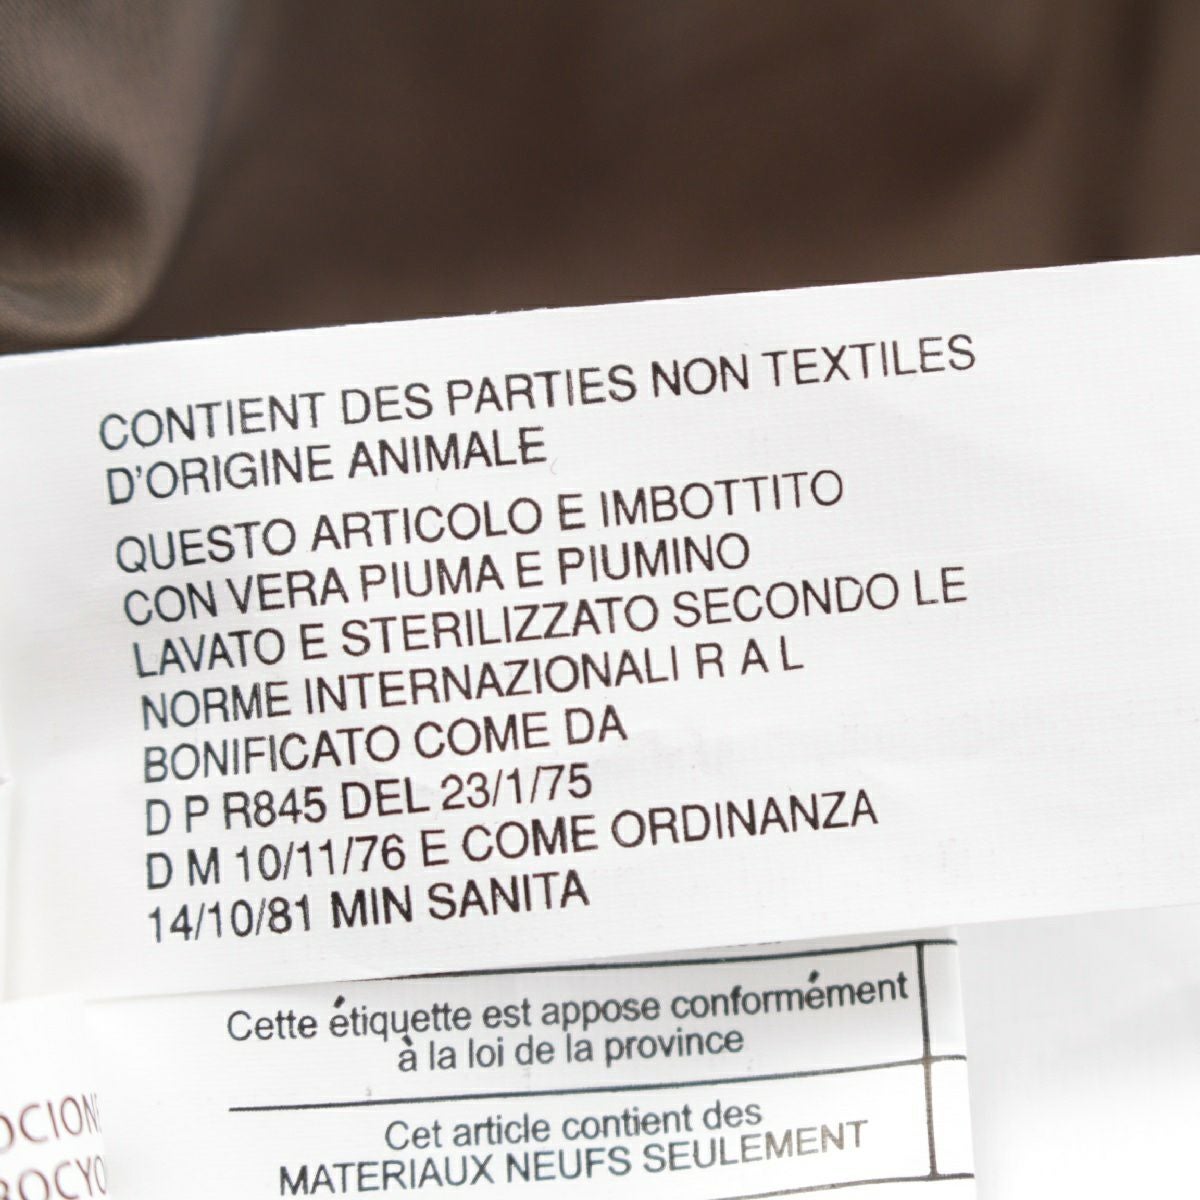 CONTIENT DES PARTIES NON TEXTILES
D'ORIGINE ANIMALE
QUESTO ARTICOLO E IMBOTTITO
CON VERA PIUMA E PIUMINO
LAVATO E STERILIZZATO SECONDO LE
NORME INTERNAZIONALI R A L
BONIFICATO COME DA
D P R845 DEL 23/1/75
D M 10/11/76 E COME ORDINANZA
14/10/81 MIN SANITA
Cette étiquette est appose conformément
à la loi de la province
Cet article contient des
MATERIAUX NEUFS SEULEMENT